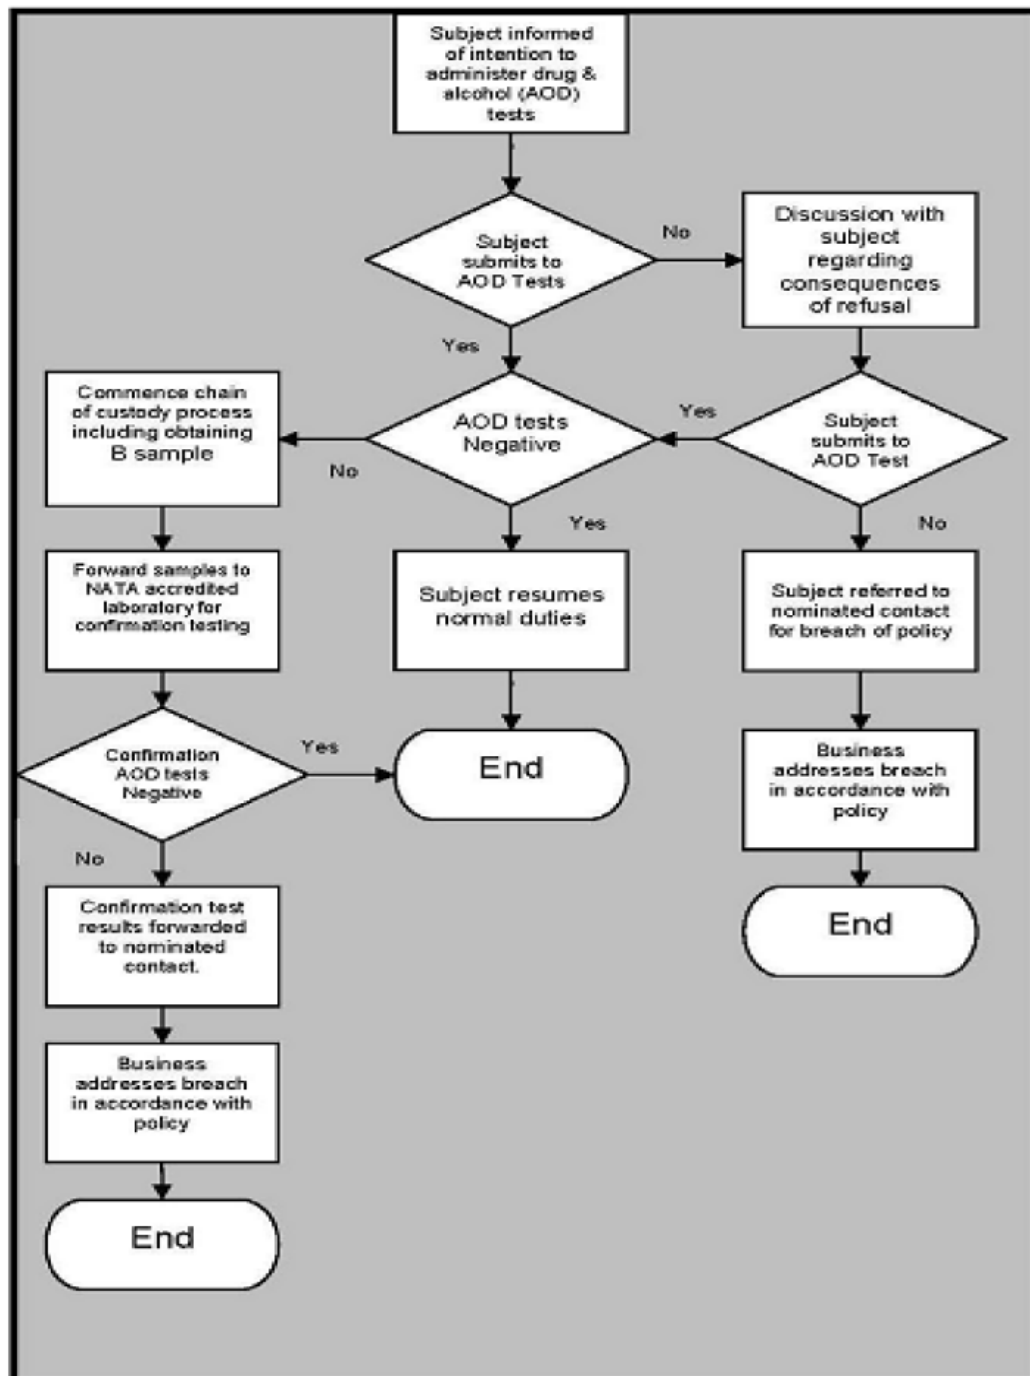 Subject informed
of intention to
administer drug &
alcohol (AOD)
tests
Subject
submits to
AOD Tests
No
Discussion with
subject
regarding
consequences
of refusal
Yes
Commence chain
of custody process
including obtaining
B sample
No
AOD tests
Negative
Yes
Subject
submits to
AOD Test
Yes
No
Forward samples to
NATA accredited
laboratory for
confirmation testing
Subject resumes
normal duties
Subject referred to
nominated contact
for breach of policy
Confirmation
AOD tests
Negative
Yes
End
Business
addresses breach
in accordance with
policy
No
Confirmation test
results forwarded
to nominated
contact.
End
Business
addresses breach
in accordance with
policy
End